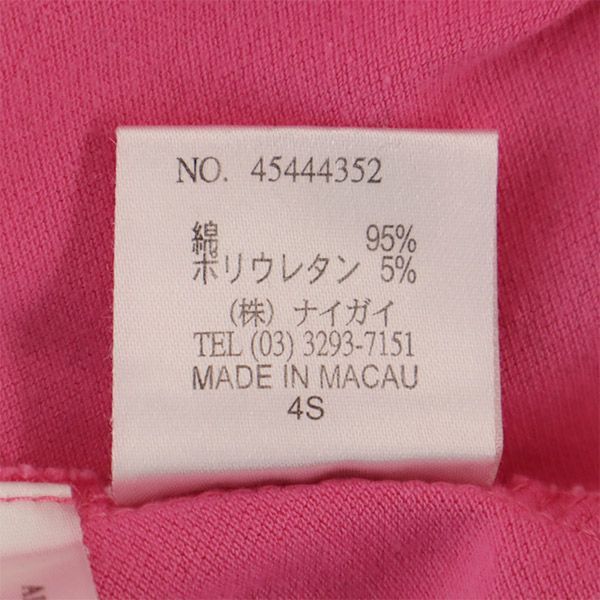 NO. 45444352
綿 95%
ポリウレタン 5%
(株) ナイガイ
TEL (03) 3293-7151
MADE IN MACAU
4S